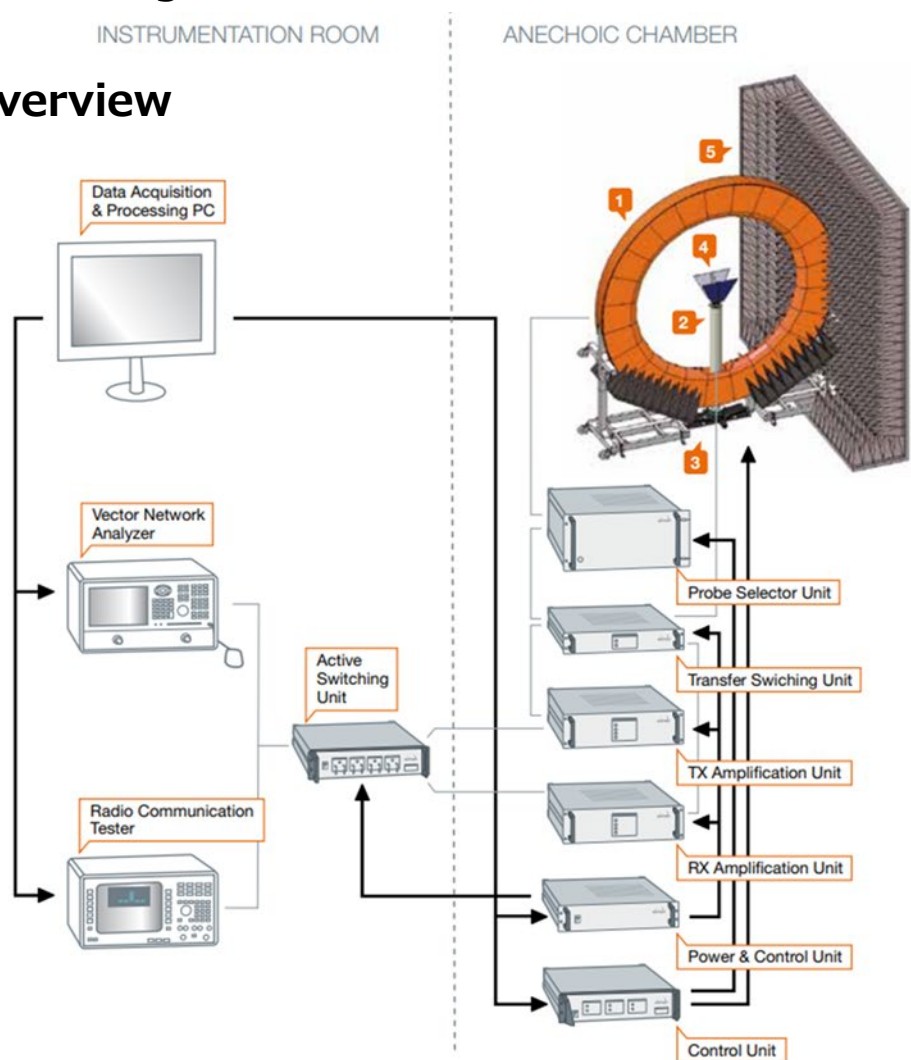 INSTRUMENTATION ROOM
ANECHOIC CHAMBER
verview
5
1
4
2
3
Data Acquisition
& Processing PC
Vector Network
Analyzer
Probe Selector Unit
Active
Switching
Unit
Transfer Swiching Unit
TX Amplification Unit
Radio Communication
Tester
RX Amplification Unit
Power & Control Unit
Control Unit